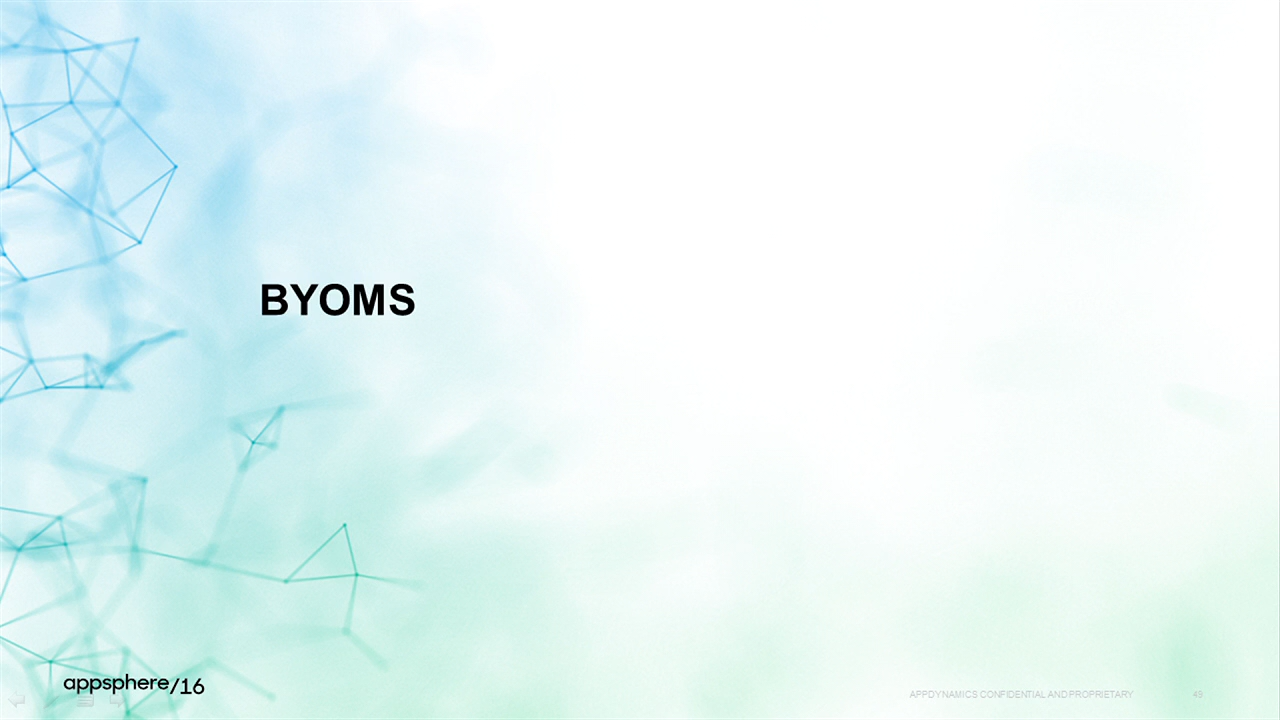 BYOMS
appsphere/16
APPDYNAMICS CONFIDENTIAL AND PROPRIETARY
49